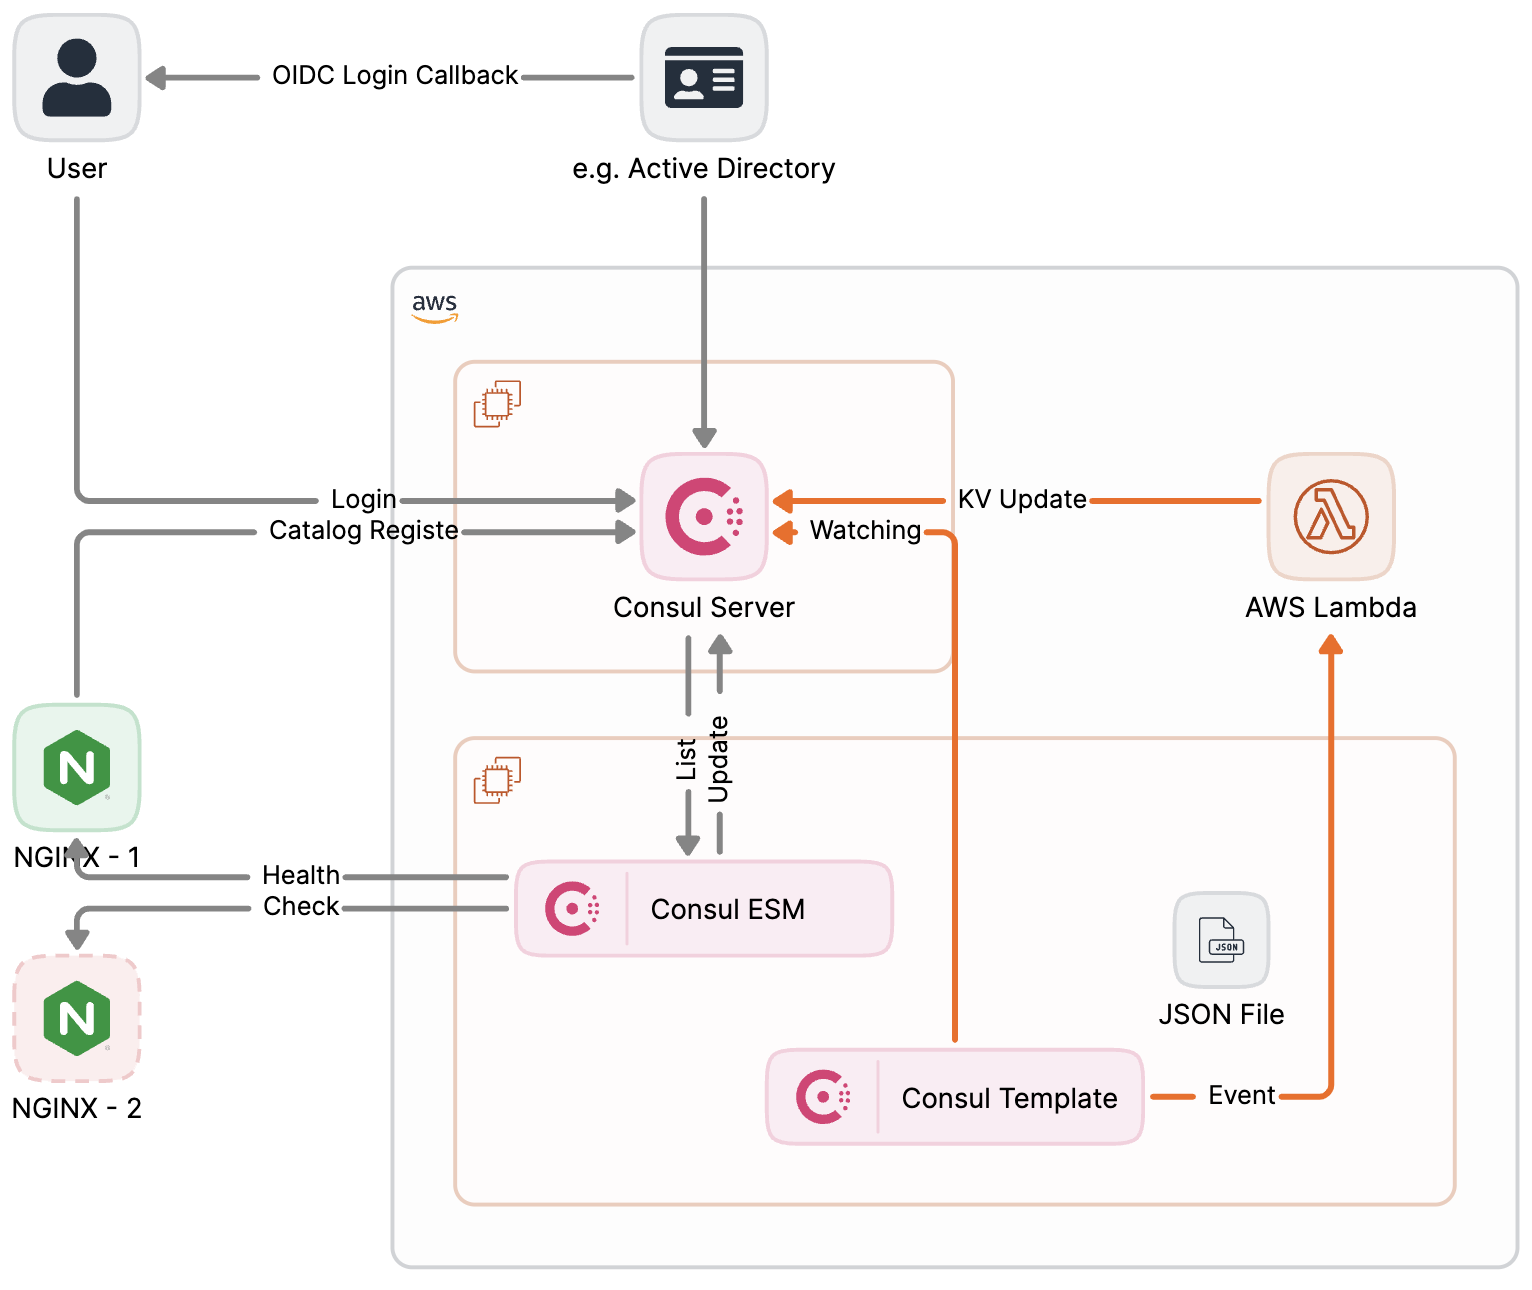 OIDC Login Callback
User
e.g. Active Directory
aws
Login
KV Update
Catalog Registe
Watching
Consul Server
AWS Lambda
List
Update
N
NGINX - 1
Health
Check
Consul ESM
JSON
JSON File
N
NGINX - 2
Consul Template
Event